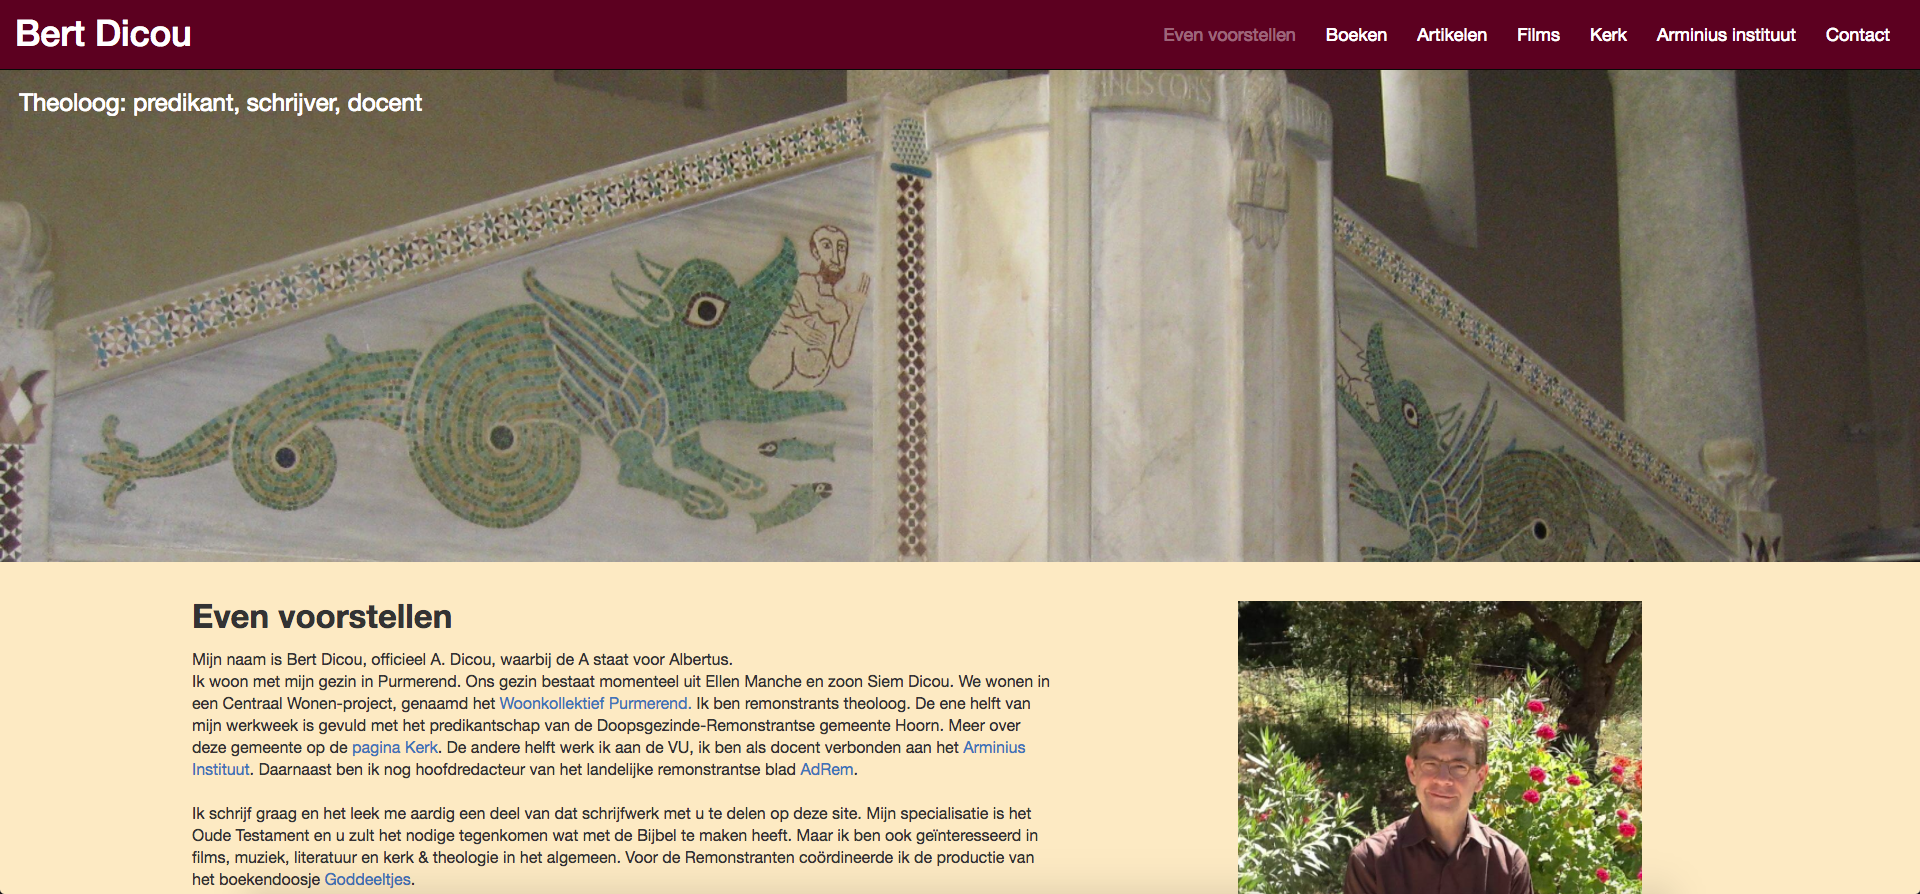 Bert Dicou
Even voorstellen Boeken Artikelen Films Kerk Arminius instituut Contact
Theoloog: predikant, schrijver, docent
Even voorstellen
Mijn naam is Bert Dicou, officieel A. Dicou, waarbij de A staat voor Albertus.
Ik woon met mijn gezin in Purmerend. Ons gezin bestaat momenteel uit Ellen Manche en zoon Siem Dicou. We wonen in
een Centraal Wonen-project, genaamd het Woonkollektief Purmerend. Ik ben remonstrants theoloog. De ene helft van
mijn werkweek is gevuld met het predikantschap van de Doopsgezinde-Remonstrantse gemeente Hoorn. Meer over
deze gemeente op de pagina Kerk. De andere helft werk ik aan de VU, ik ben als docent verbonden aan het Arminius
Instituut. Daarnaast ben ik nog hoofdredacteur van het landelijke remonstrantse blad AdRem.
Ik schrijf graag en het leek me aardig een deel van dat schrijfwerk met u te delen op deze site. Mijn specialisatie is het
Oude Testament en u zult het nodige tegenkomen wat met de Bijbel te maken heeft. Maar ik ben ook geïnteresseerd in
films, muziek, literatuur en kerk & theologie in het algemeen. Voor de Remonstranten coördineerde ik de productie van
het boekendoosje Goddeeltjes.